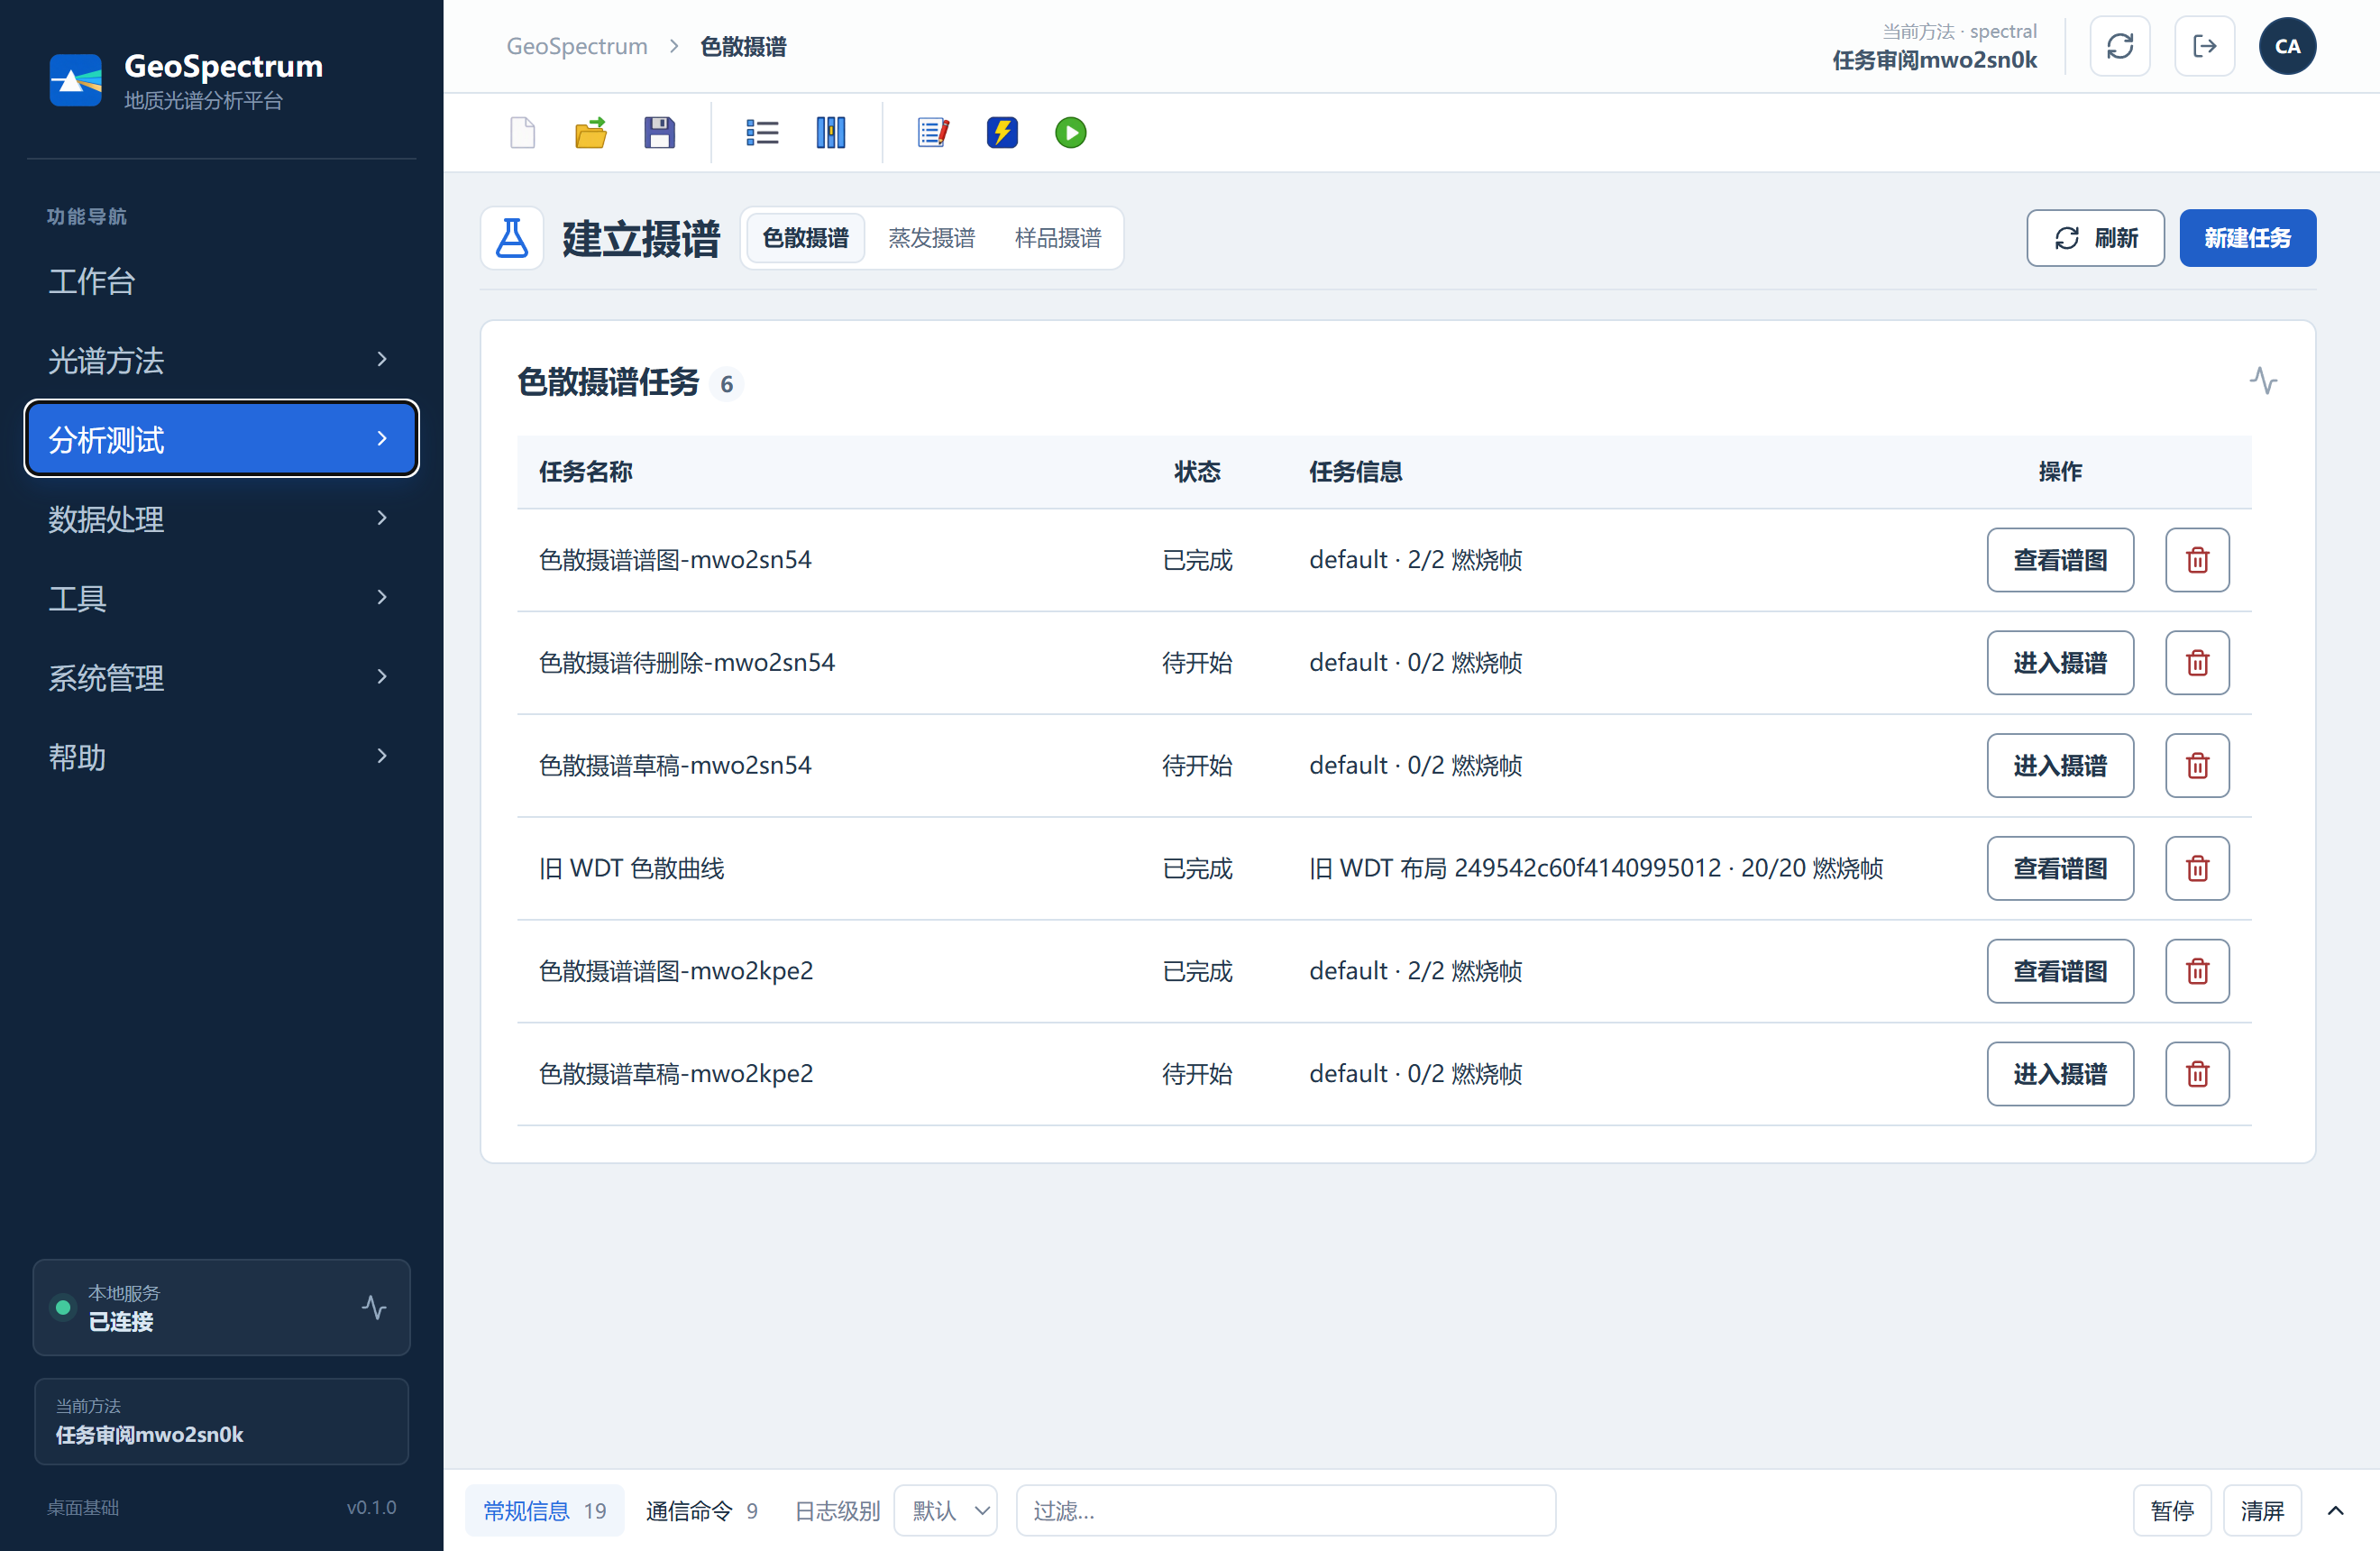 GeoSpectrum
地质光谱分析平台
功能导航
工作台
光谱方法
分析测试
数据处理
工具
系统管理
帮助
本地服务
已连接
当前方法
任务审阅mwo2sn0k
桌面基础 v0.1.0
GeoSpectrum 色散摄谱
当前方法 · spectral
任务审阅mwo2sn0k
CA
建立摄谱 色散摄谱 蒸发摄谱 样品摄谱 刷新 新建任务
色散摄谱任务 6
任务名称 状态 任务信息 操作
色散摄谱谱图-mwo2sn54 已完成 default · 2/2 燃烧帧 查看谱图
色散摄谱待删除-mwo2sn54 待开始 default · 0/2 燃烧帧 进入摄谱
色散摄谱草稿-mwo2sn54 待开始 default · 0/2 燃烧帧 进入摄谱
旧 WDT 色散曲线 已完成 旧 WDT 布局 249542c60f4140995012 · 20/20 燃烧帧 查看谱图
色散摄谱谱图-mwo2kpe2 已完成 default · 2/2 燃烧帧 查看谱图
色散摄谱草稿-mwo2kpe2 待开始 default · 0/2 燃烧帧 进入摄谱
常规信息 19 通信命令 9 日志级别 默认 过滤... 暂停 清屏